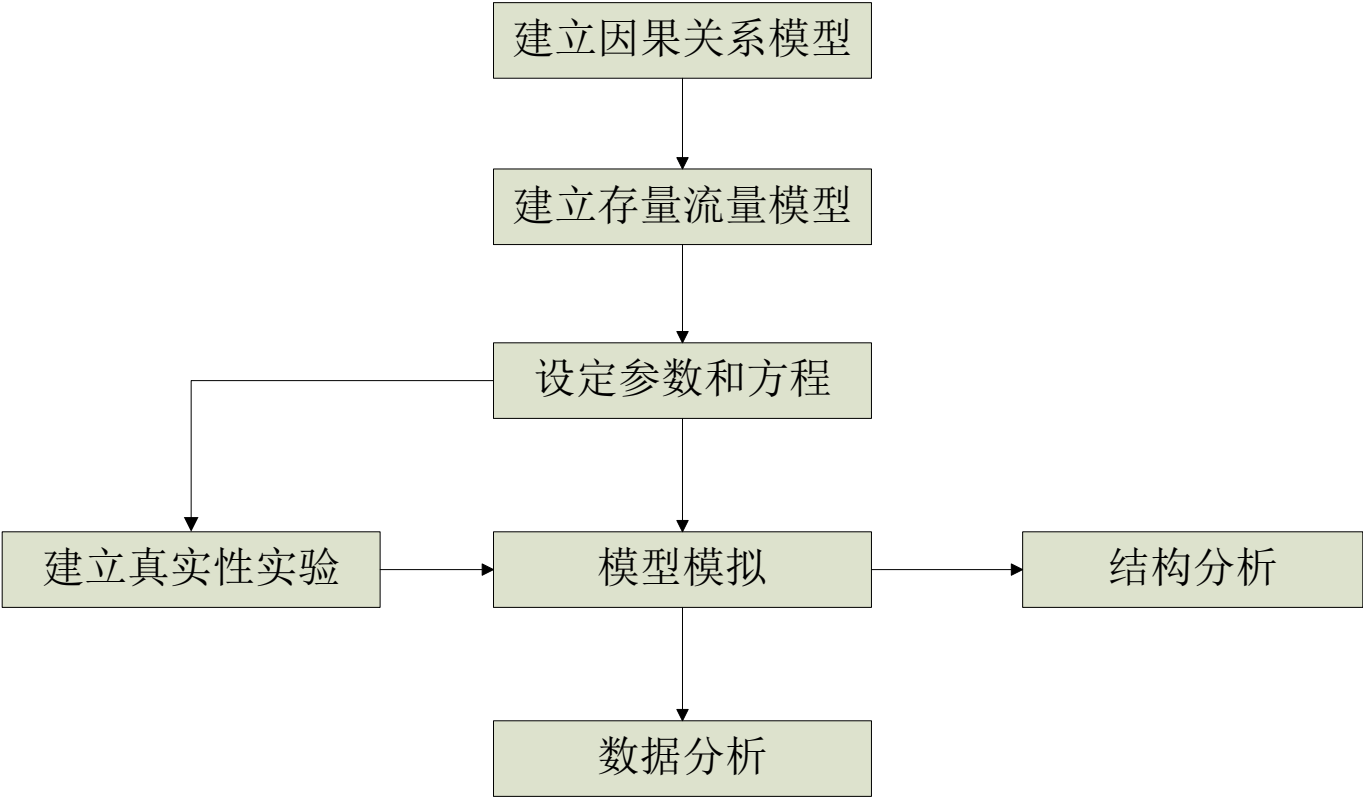 建立因果关系模型
建立存量流量模型
设定参数和方程
建立真实性实验
模型模拟
结构分析
数据分析